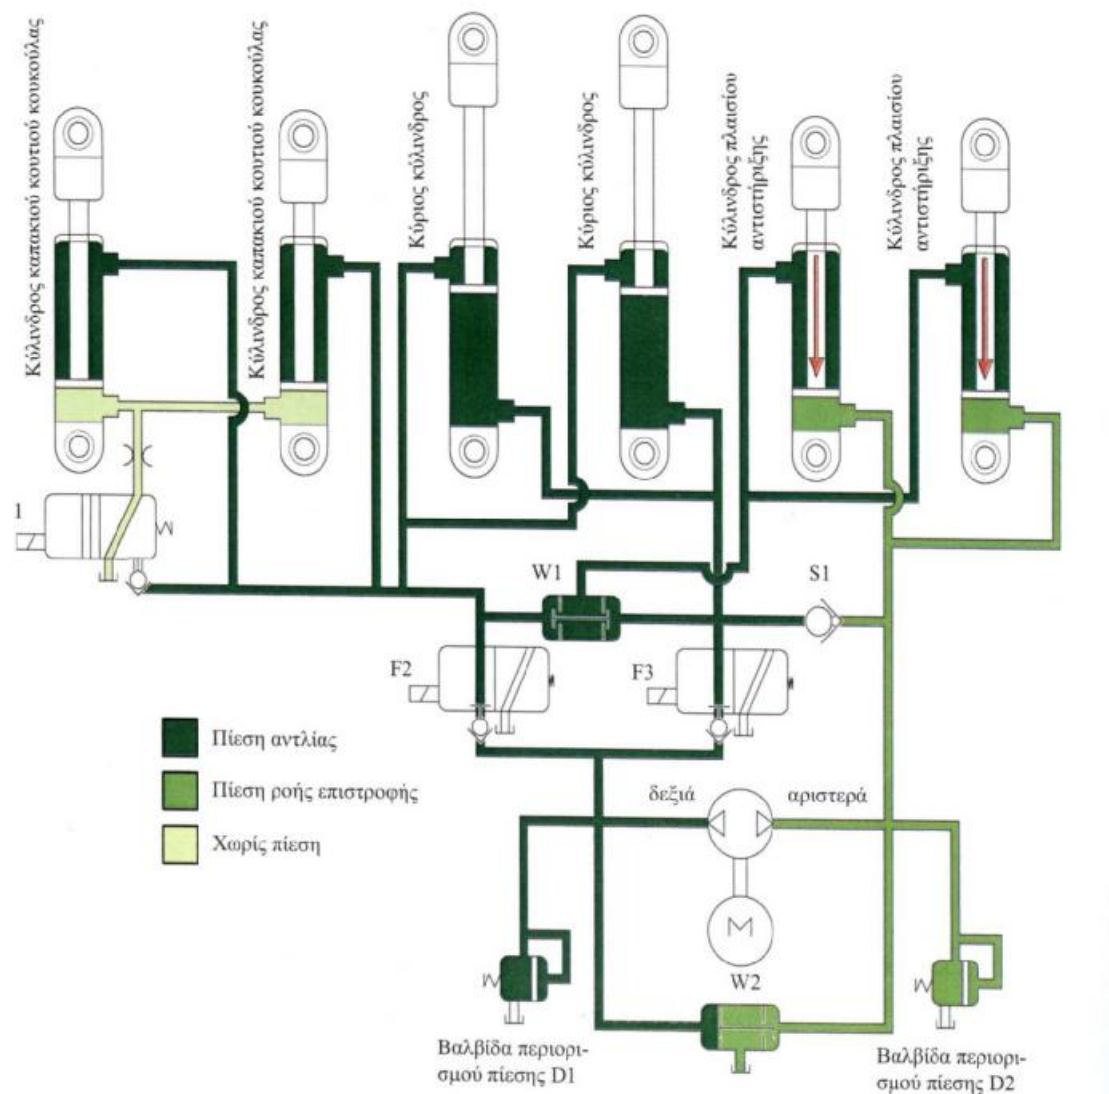 Κύλινδρος καπακιού κουτιού κουκούλας
Κύλινδρος καπακιού κουτιού κουκούλας
Κύριος κύλινδρος
Κύριος κύλινδρος
Κύλινδρος πλαισίου
αντιστήριξης
Κύλινδρος πλαισίου
αντιστήριξης
1
W1
S1
F2
F3
Πίεση αντλίας
Πίεση ροής επιστροφής
Χωρίς πίεση
δεξιά
αριστερά
M
W2
Βαλβίδα περιορι-
σμού πίεσης D1
Βαλβίδα περιορι-
σμού πίεσης D2